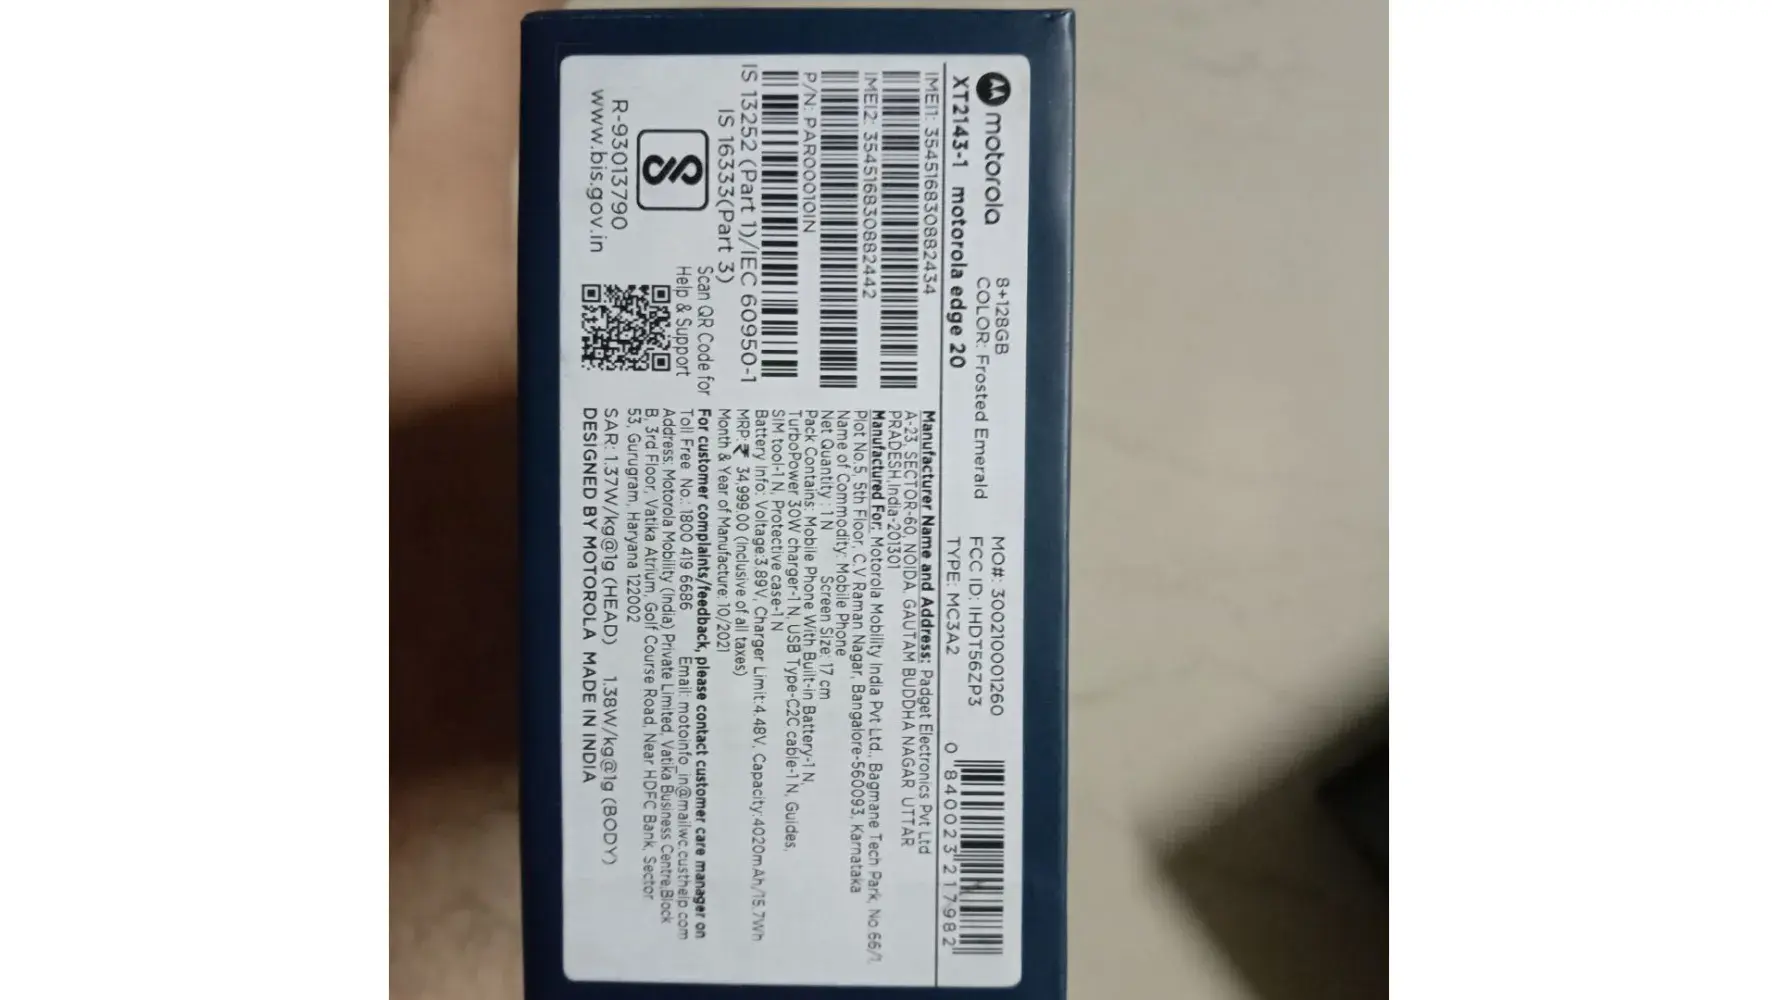 motorola
8+128GB
COLOR: Frosted Emerald
MO#: 300210001260
FCC ID: IHDT56ZP3
TYPE: MC3A2
0 840023 217982
XT2143-1 motorola edge 20
IMEI1: 354516830882434
IMEI2: 354516830882442
P/N: PAR00010IN
IS 13252 (Part 1)/IEC 60950-1
IS 16333(Part 3)
R-93013790
www.bis.gov.in
Scan QR Code for
Help & Support
Manufacturer Name and Address: Padget Electronics Pvt Ltd
A-23, SECTOR-60, NOIDA, GAUTAM BUDDHA NAGAR, UTTAR
PRADESH,India-201301
Manufactured For: Motorola Mobility India Pvt Ltd., Bagmane Tech Park, No.66/1,
Plot No.5, 5th Floor, C.V Raman Nagar, Bangalore-560093, Karnataka
Name of Commodity: Mobile Phone
Net Quantity : 1 N Screen Size: 17 cm
Pack Contains: Mobile Phone With Built-in Battery-1 N,
TurboPower 30W charger-1 N, USB Type-C2C cable-1 N, Guides,
SIM tool-1 N, Protective case-1 N
Battery Info: Voltage:3.89V, Charger Limit:4.48V, Capacity:4020mAh/15.7Wh
MRP:₹ 34,999.00 (Inclusive of all taxes)
Month & Year of Manufacture: 10/2021
For customer complaints/feedback, please contact customer care manager on
Toll Free No.: 1800 419 6686 Email: motoinfo_in@mailwc.custhelp.com
Address: Motorola Mobility (India) Private Limited, Vatika Business Centre,Block
B, 3rd Floor, Vatika Atrium, Golf Course Road, Near HDFC Bank, Sector
53, Gurugram, Haryana 122002
SAR: 1.37W/kg@1g (HEAD) 1.38W/kg@1g (BODY)
DESIGNED BY MOTOROLA MADE IN INDIA